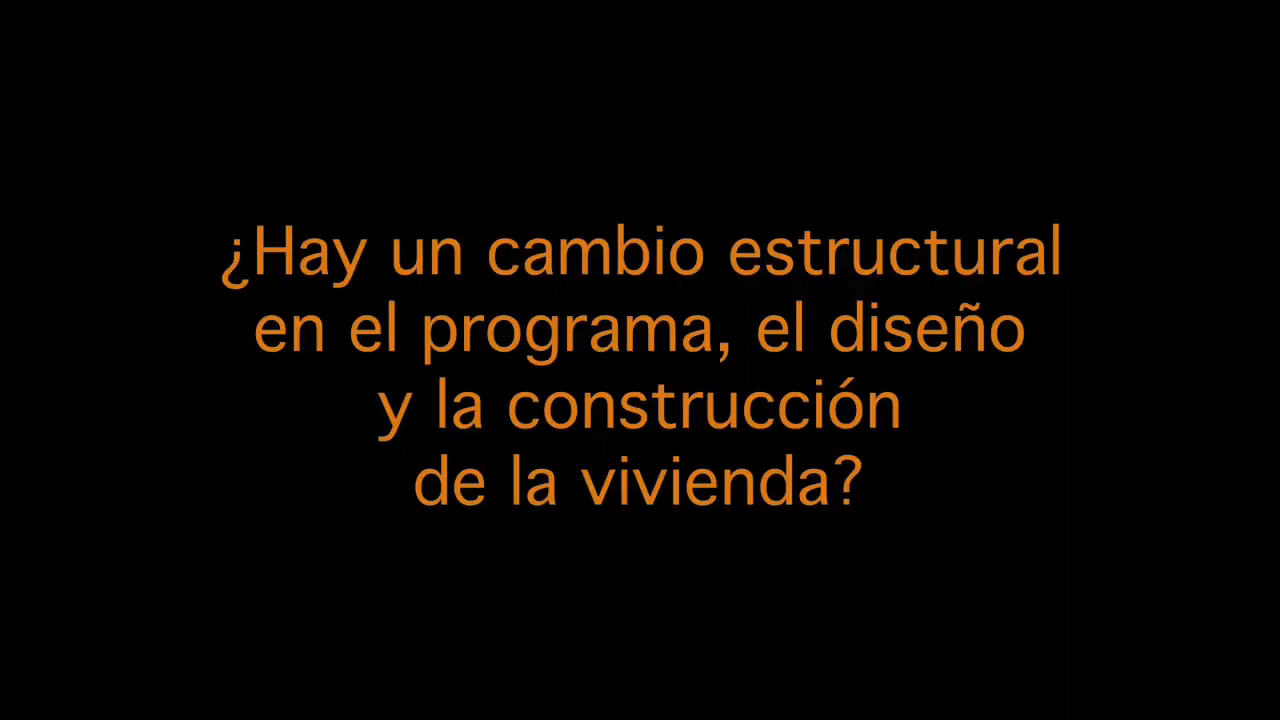 ¿Hay un cambio estructural
en el programa, el diseño
y la construcción
de la vivienda?